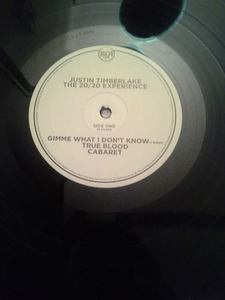 RCA
JUSTIN TIMBERLAKE
THE 20/20 EXPERIENCE
SIDE ONE
GIMME WHAT I DON'T KNOW
TRUE BLOOD
CABARET